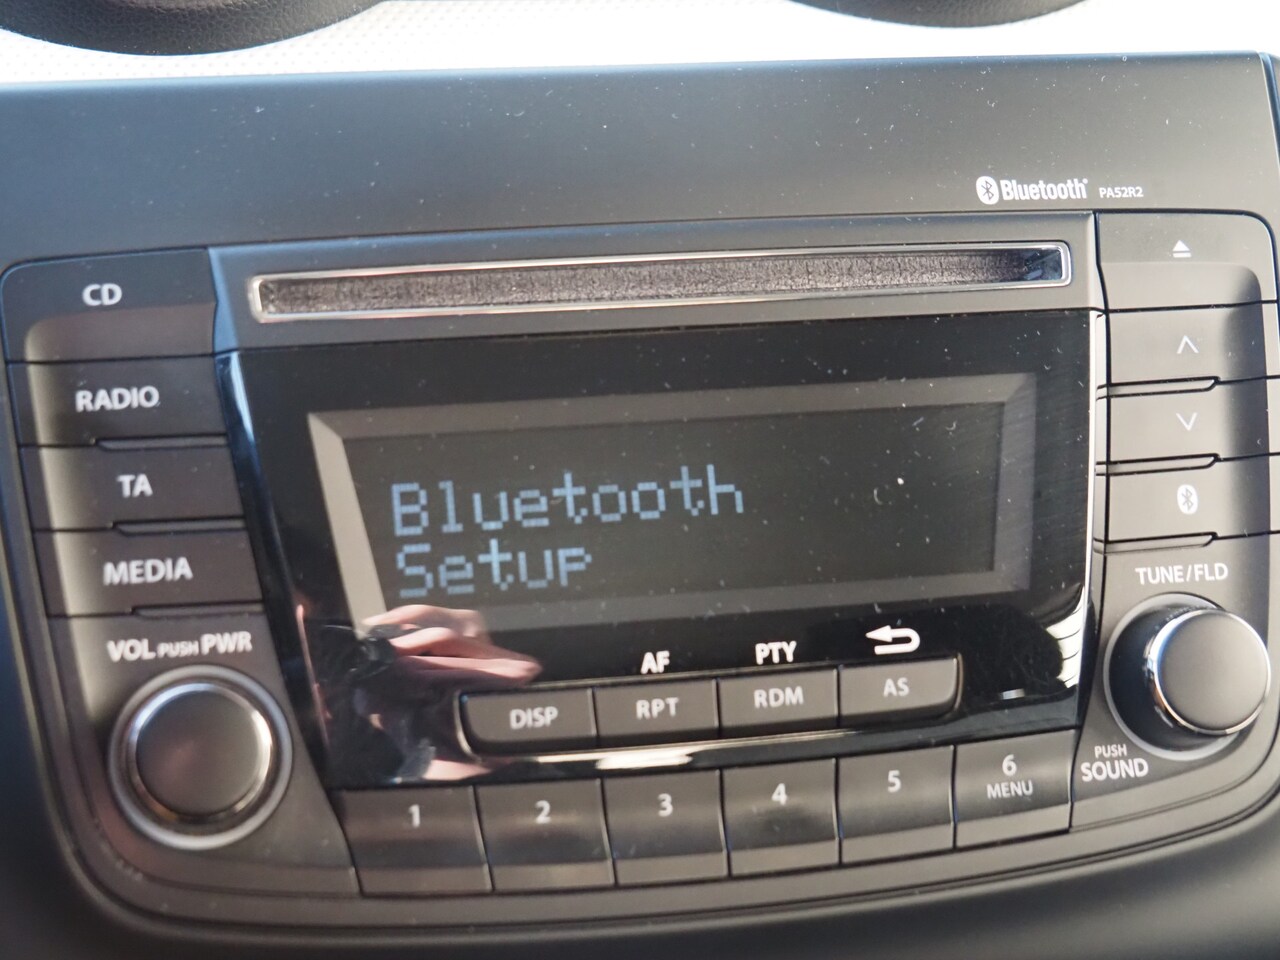 Bluetooth® PA52R2
CD
RADIO
TA
MEDIA
VOL PUSH PWR
Bluetooth
Setup
AF
PTY
DISP
RPT
RDM
AS
1
2
3
4
5
6
MENU
TUNE/FLD
PUSH
SOUND